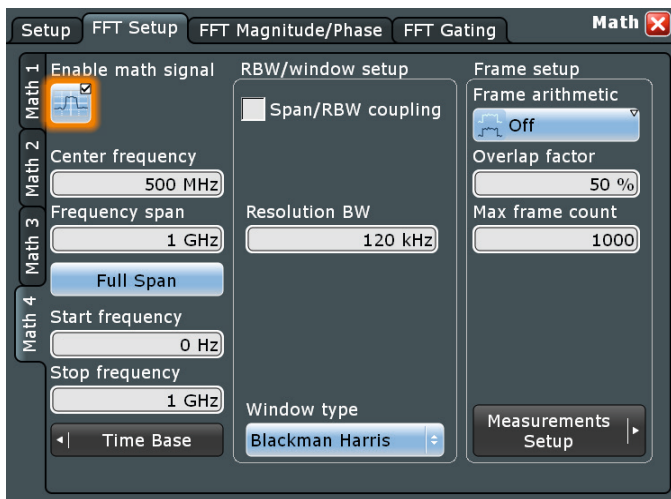 Setup FFT Setup FFT Magnitude/Phase FFT Gating Math
Math 1
Math 2
Math 3
Math 4
Enable math signal
Center frequency
500 MHz
Frequency span
1 GHz
Full Span
Start frequency
0 Hz
Stop frequency
1 GHz
Time Base
RBW/window setup
Span/RBW coupling
Resolution BW
120 kHz
Window type
Blackman Harris
Frame setup
Frame arithmetic
Off
Overlap factor
50 %
Max frame count
1000
Measurements
Setup